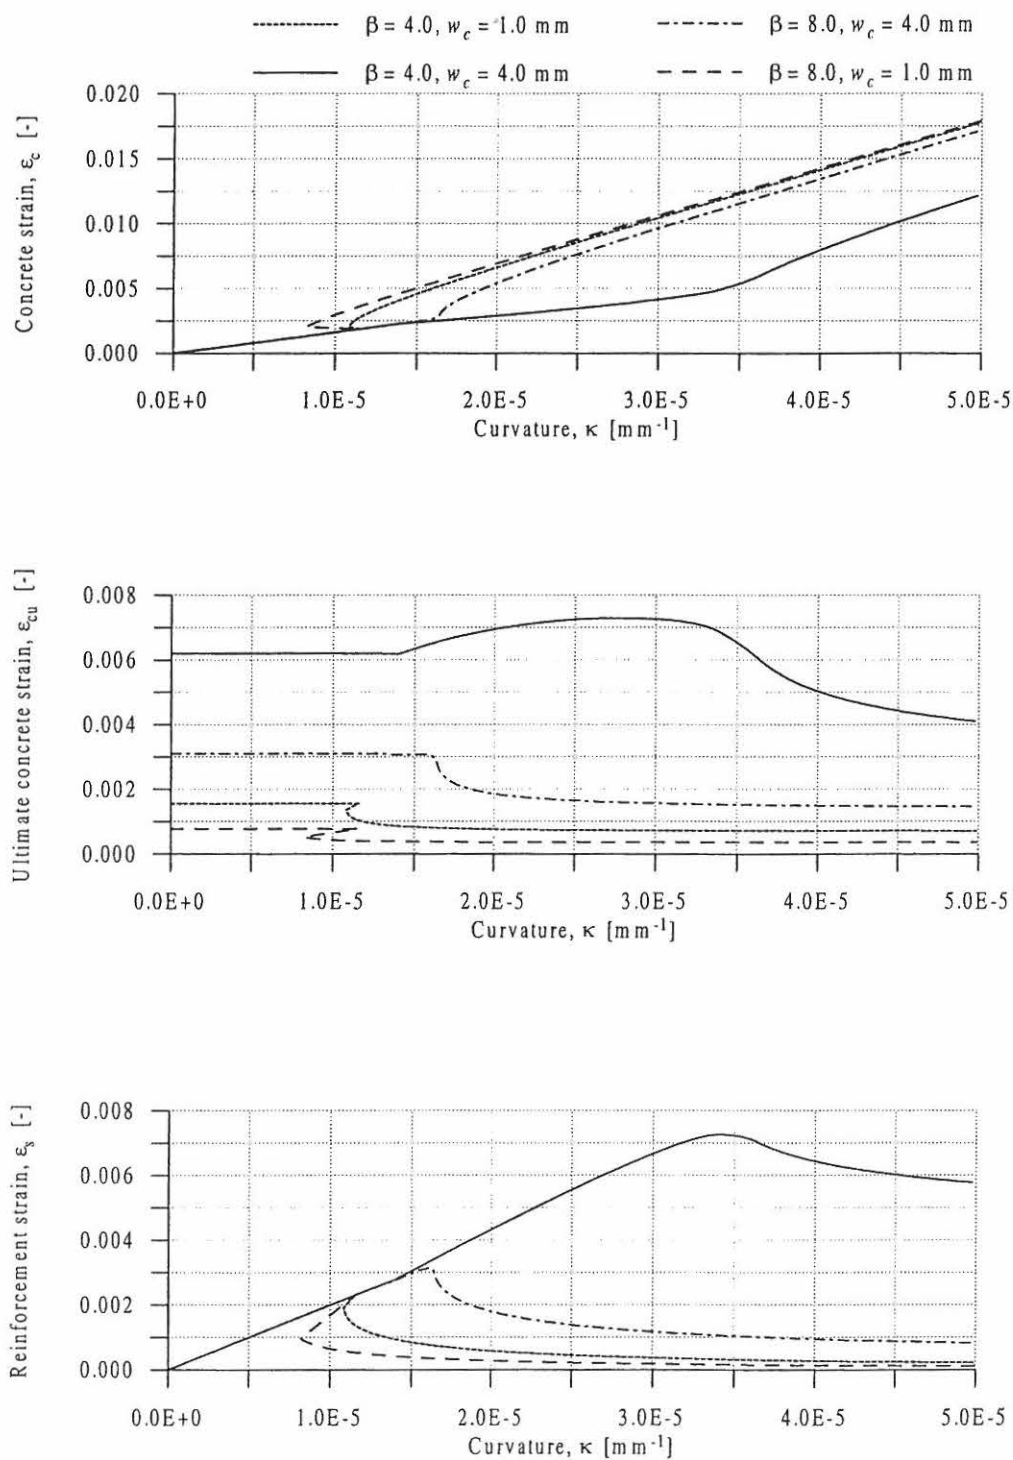 β = 4.0, w_c = 1.0 mm
β = 8.0, w_c = 4.0 mm
β = 4.0, w_c = 4.0 mm
β = 8.0, w_c = 1.0 mm
Concrete strain, ε_c [-]
0.020
0.015
0.010
0.005
0.000
0.0E+0 1.0E-5 2.0E-5 3.0E-5 4.0E-5 5.0E-5
Curvature, κ [mm⁻¹]
Ultimate concrete strain, ε_cu [-]
0.008
0.006
0.004
0.002
0.000
0.0E+0 1.0E-5 2.0E-5 3.0E-5 4.0E-5 5.0E-5
Curvature, κ [mm⁻¹]
Reinforcement strain, ε_s [-]
0.008
0.006
0.004
0.002
0.000
0.0E+0 1.0E-5 2.0E-5 3.0E-5 4.0E-5 5.0E-5
Curvature, κ [mm⁻¹]